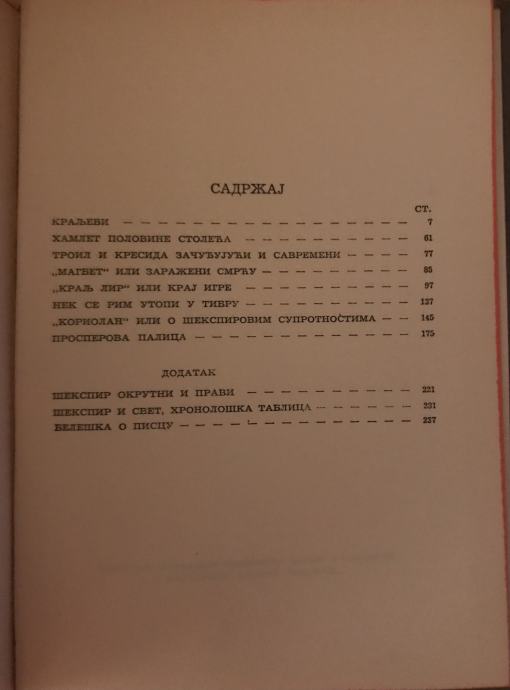 САДРЖАЈ
СТ.
КРАЉЕВИ — — — — — — — — — — — — — — — — 7
ХАМЛЕТ ПОЛОВИНЕ СТОЛЕЋА — — — — — — — — — — 61
ТРОИЛ И КРЕСИДА ЗАЧУЂУЈУЋИ И САВРЕМЕНИ — — — — 77
„МАГБЕТ“ ИЛИ ЗАРАЖЕНИ СМРЋУ — — — — — — — — 85
„КРАЉ ЛИР“ ИЛИ КРАЈ ИГРЕ — — — — — — — — — — 97
НЕК СЕ РИМ УТОПИ У ТИБРУ — — — — — — — — — 137
„КОРИОЛАН“ ИЛИ О ШЕКСПИРОВИМ СУПРОТНОСТИМА — — 145
ПРОСПЕРОВА ПАЛИЦА — — — — — — — — — — — — 175
ДОДАТАК
ШЕКСПИР ОКРУТНИ И ПРАВИ — — — — — — — — — 221
ШЕКСПИР И СВЕТ, ХРОНОЛОШКА ТАБЛИЦА — — — — — — 231
БЕЛЕШКА О ПИСЦУ — — — — — — — — — — — — — 237